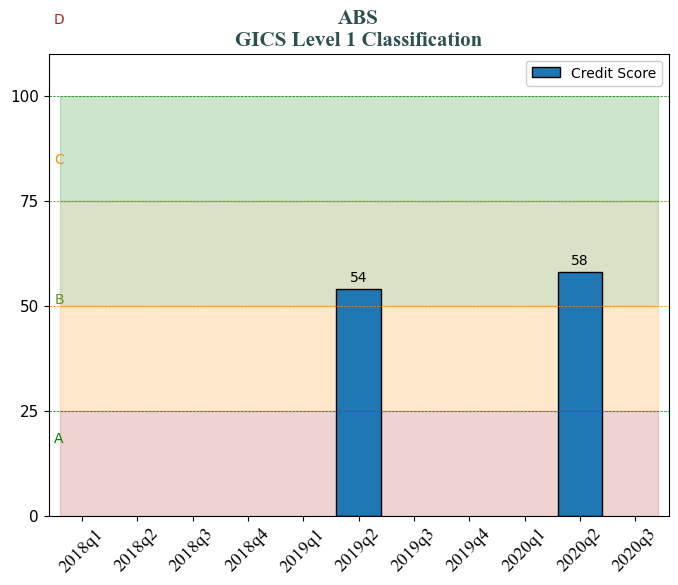 D
ABS
GICS Level 1 Classification
Credit Score
100
C
75
58
54
B
50
A
25
0
2018q1
2018q2
2018q3
2018q4
2019q1
2019q2
2019q3
2019q4
2020q1
2020q2
2020q3